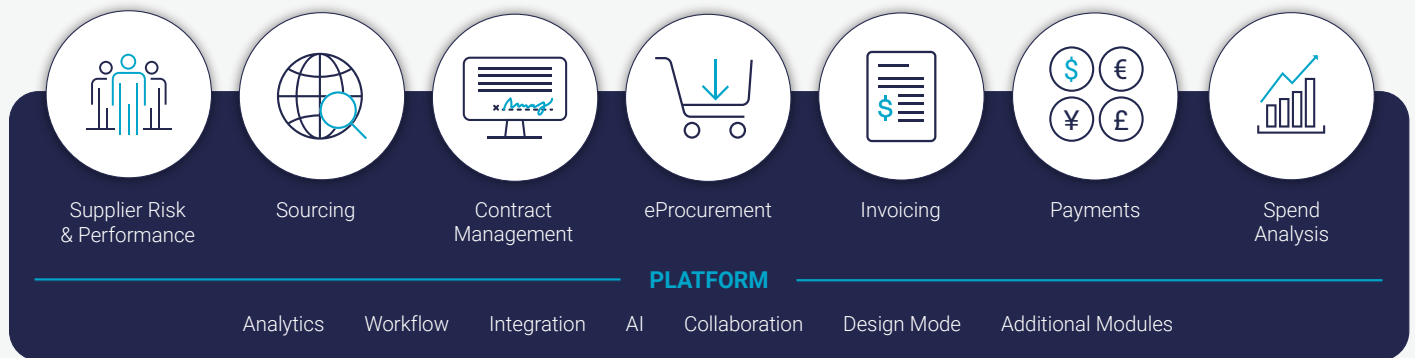 $ €
$
¥ £
Supplier Risk
& Performance
Sourcing
Contract
Management
eProcurement
Invoicing
Payments
Spend
Analysis
PLATFORM
Analytics Workflow Integration AI Collaboration Design Mode Additional Modules